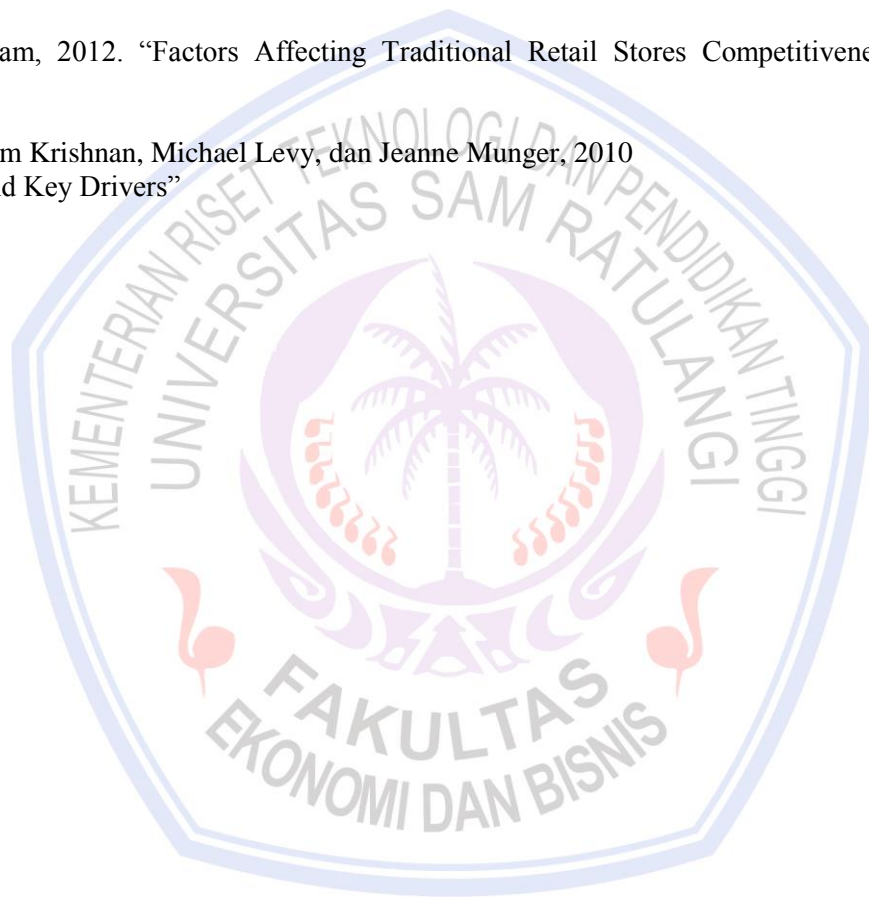 am, 2012. “Factors Affecting Traditional Retail Stores Competitivene
m Krishnan, Michael Levy, dan Jeanne Munger, 2010
d Key Drivers”
KEMENTERIAN RISET TEKNOLOGI DAN PENDIDIKAN TINGGI
UNIVERSITAS SAM RATULANGI
FAKULTAS
EKONOMI DAN BISNIS